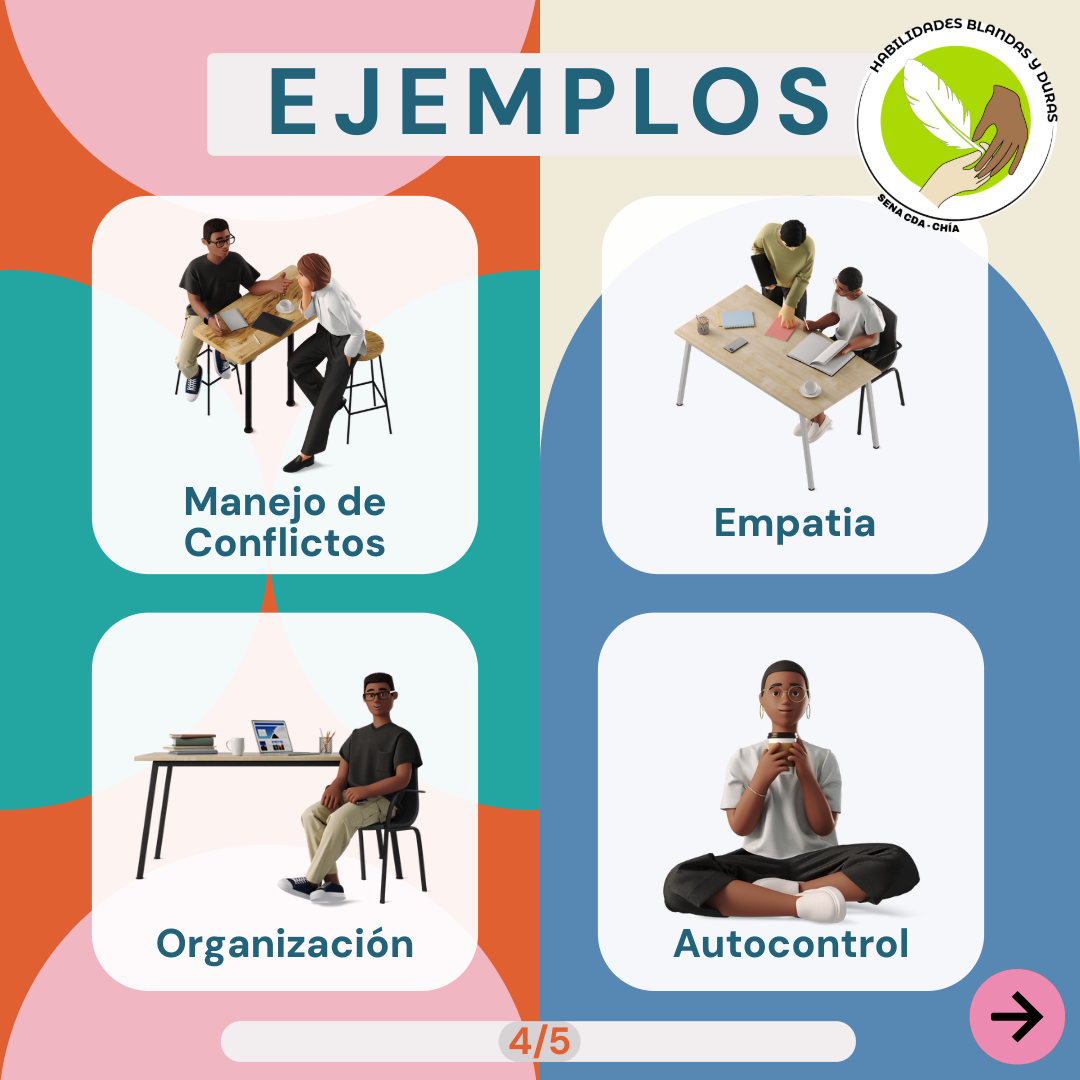 EJEMPLOS
HABILIDADES BLANDAS Y DURAS
SENA CDA - CHÍA
Manejo de
Conflictos
Empatia
Organización
Autocontrol
4/5